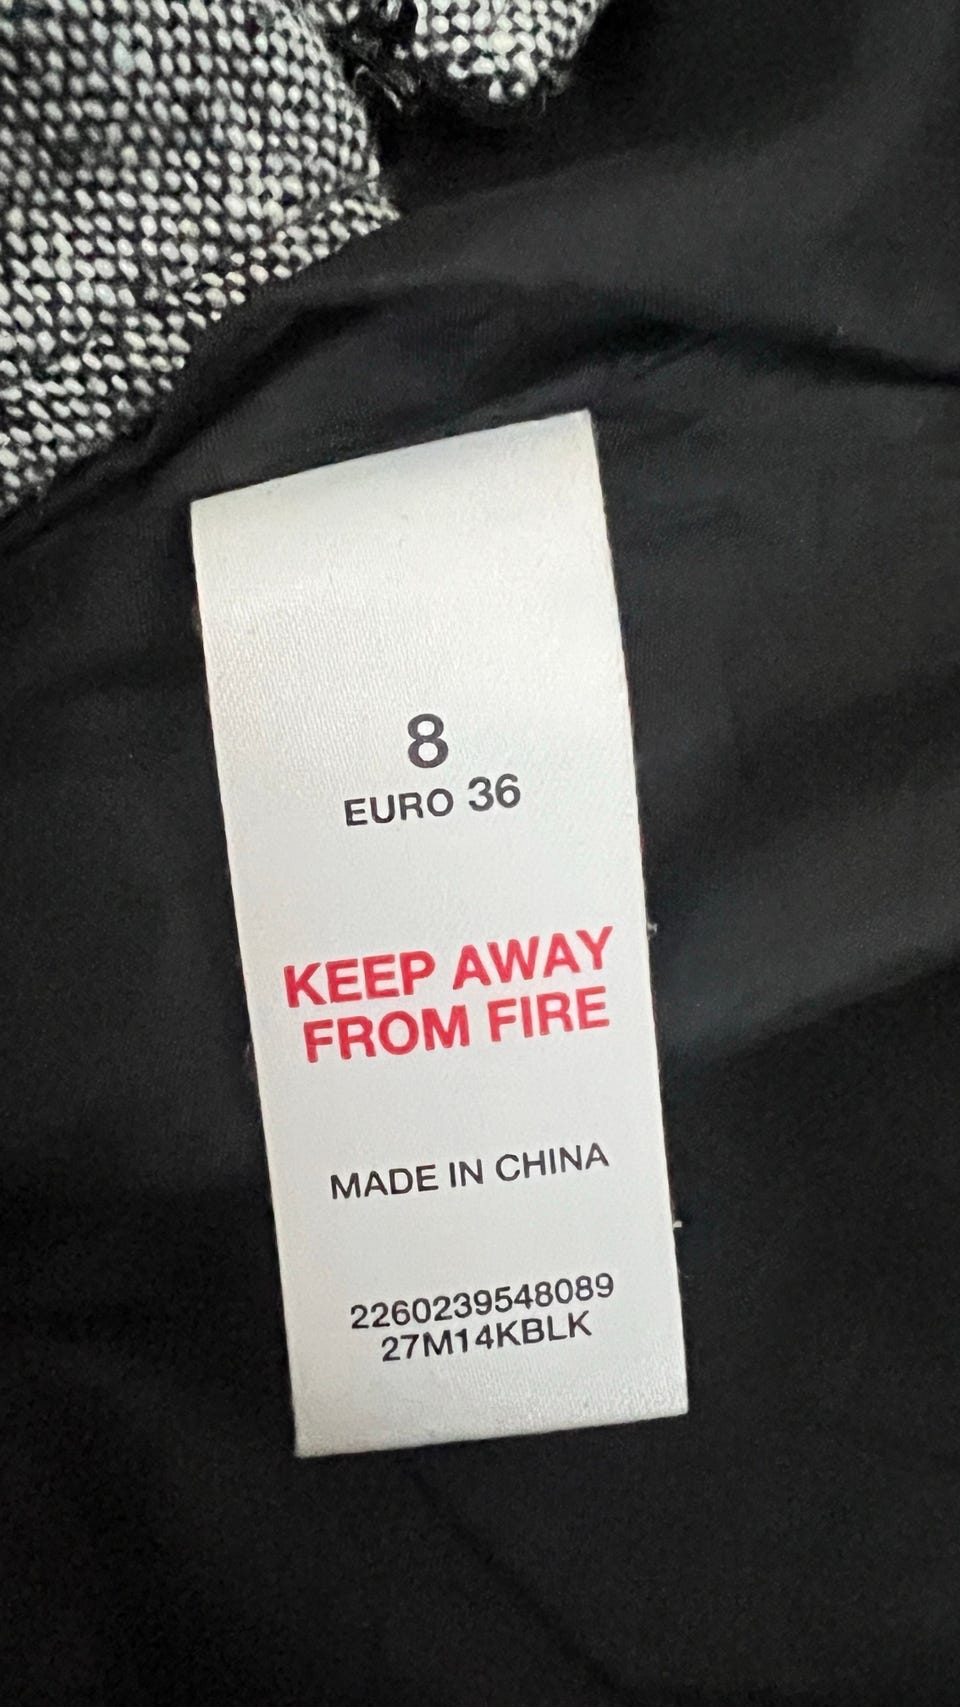 8
EURO 36
KEEP AWAY
FROM FIRE
MADE IN CHINA
2260239548089
27M14KBLK